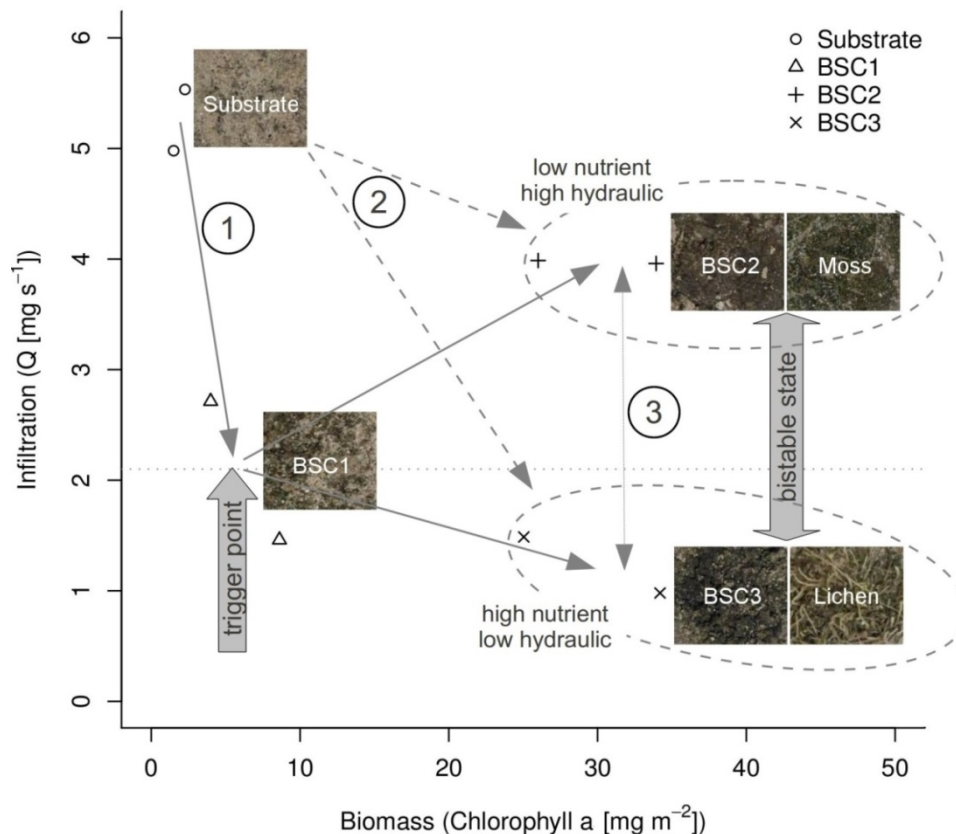 Substrate
BSC1
BSC2
BSC3
Substrate
low nutrient
high hydraulic
1
2
BSC2
Moss
3
bistable state
BSC1
trigger point
BSC3
Lichen
high nutrient
low hydraulic
Infiltration (Q [mg s⁻¹])
0
1
2
3
4
5
6
0
10
20
30
40
50
Biomass (Chlorophyll a [mg m⁻²])